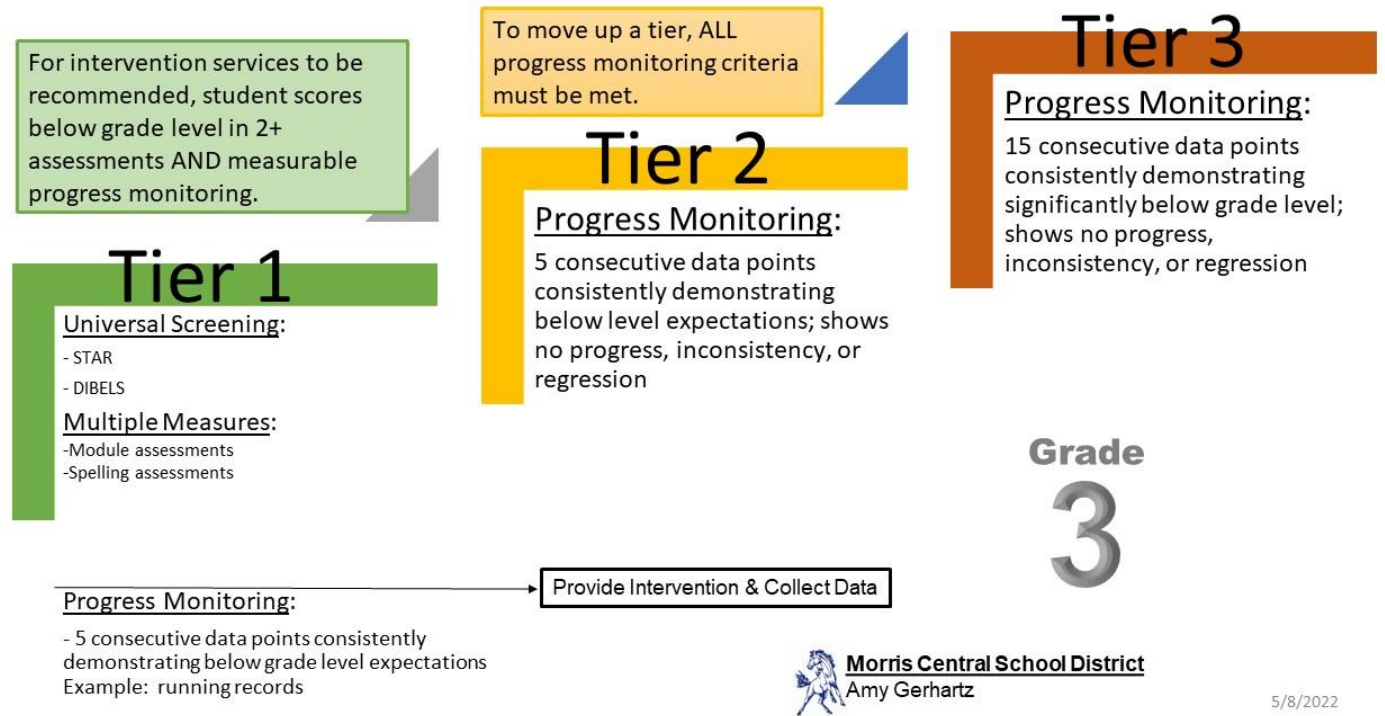 For intervention services to be
recommended, student scores
below grade level in 2+
assessments AND measurable
progress monitoring.
Tier 1
Universal Screening:
- STAR
- DIBELS
Multiple Measures:
-Module assessments
-Spelling assessments
Progress Monitoring:
- 5 consecutive data points consistently
demonstrating below grade level expectations
Example: running records
Provide Intervention & Collect Data
To move up a tier, ALL
progress monitoring criteria
must be met.
Tier 2
Progress Monitoring:
5 consecutive data points
consistently demonstrating
below level expectations; shows
no progress, inconsistency, or
regression
Tier 3
Progress Monitoring:
15 consecutive data points
consistently demonstrating
significantly below grade level;
shows no progress,
inconsistency, or regression
Grade
3
Morris Central School District
Amy Gerhartz
5/8/2022